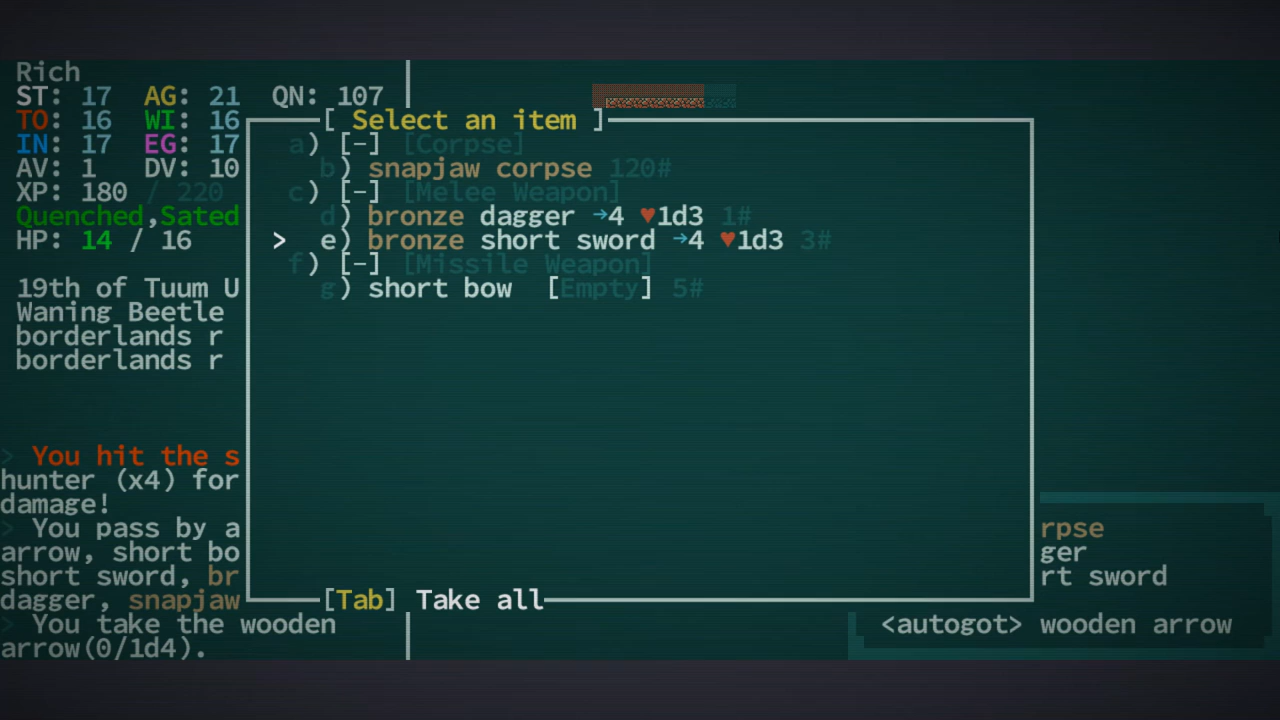 Rich
ST: 17 AG: 21 QN: 107
TO: 16 WI: 16
[ Select an item ]
IN: 17 EG: 17
a) [-] [Corpse]
AV: 1 DV: 10
b) snapjaw corpse 120#
XP: 180 / 220
c) [-] [Melee Weapon]
Quenched,Sated
d) bronze dagger →4 ♥1d3 1#
HP: 14 / 16
> e) bronze short sword →4 ♥1d3 3#
f) [-] [Missile Weapon]
19th of Tuum U
g) short bow [Empty] 5#
Waning Beetle
borderlands r
borderlands r
> You hit the s
hunter (x4) for
damage!
> You pass by a
arrow, short bo
short sword, br
dagger, snapjaw
> You take the wooden
arrow(0/1d4).
[Tab] Take all
rpse
ger
rt sword
<autogot> wooden arrow